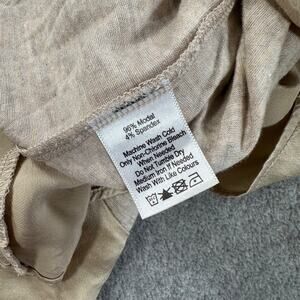 96% Modal
4% Spandex
Machine Wash Cold
Only Non-Chlorine Bleach
When Needed
Do Not Tumble Dry
Medium Iron If Needed
Wash With Like Colours